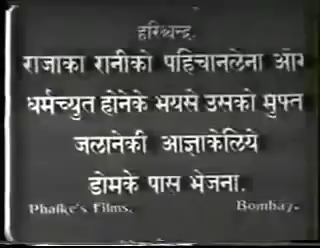 हरिश्चन्द्र.
राजाका रानीको पहिचानलेना और
धर्मच्युत होनेके भयसे उसको मुफ्त
जलानेकी आज्ञाकेलिये
डोमके पास भेजना.
Phalke's Films. Bombay.